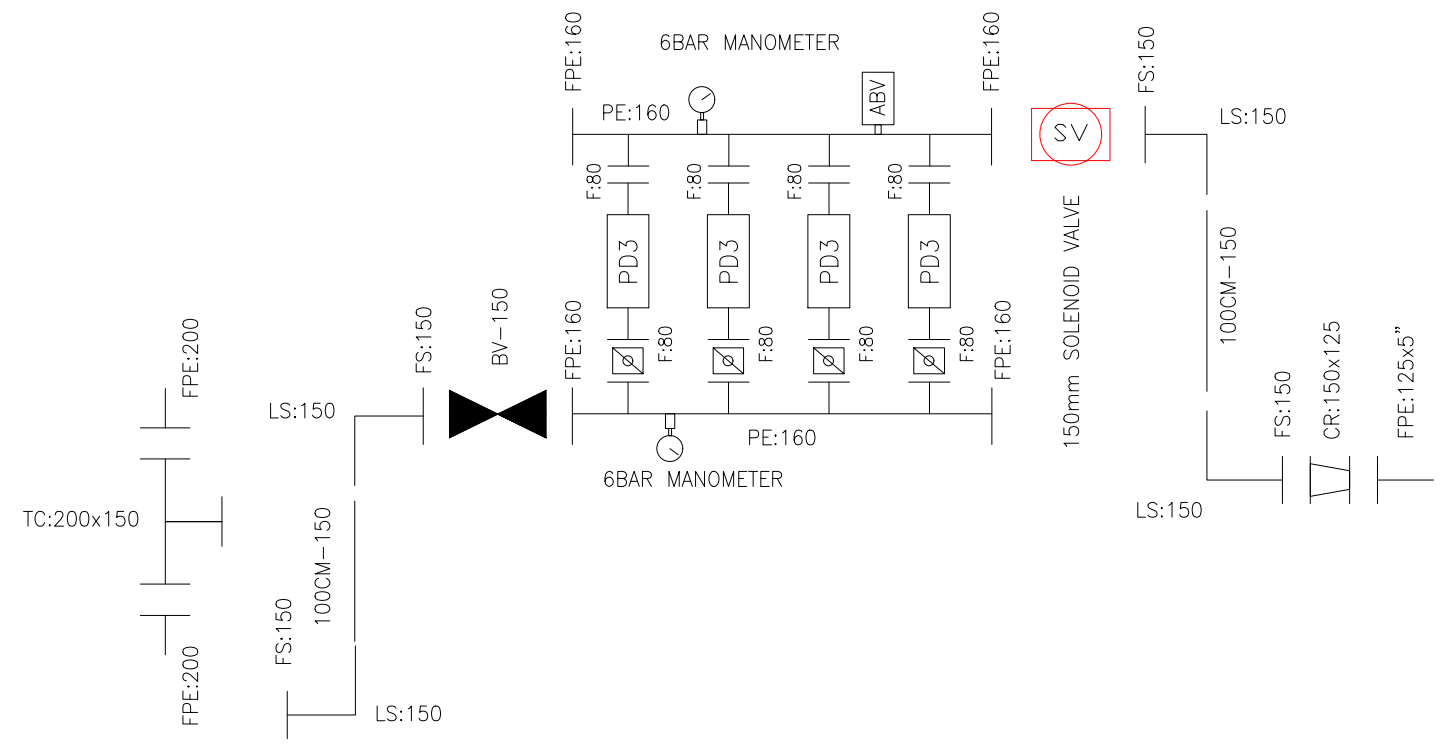 6BAR MANOMETER
FPE:160
FPE:160
FS:150
PE:160
ABV
SV
LS:150
F:80
F:80
F:80
F:80
PD3
PD3
PD3
PD3
150mm SOLENOID VALVE
100CM-150
FPE:200
FS:150
BV-150
FPE:160
F:80
F:80
F:80
F:80
FPE:160
LS:150
PE:160
6BAR MANOMETER
FS:150
CR:150x125
FPE:125x5"
LS:150
TC:200x150
100CM-150
FS:150
FPE:200
LS:150